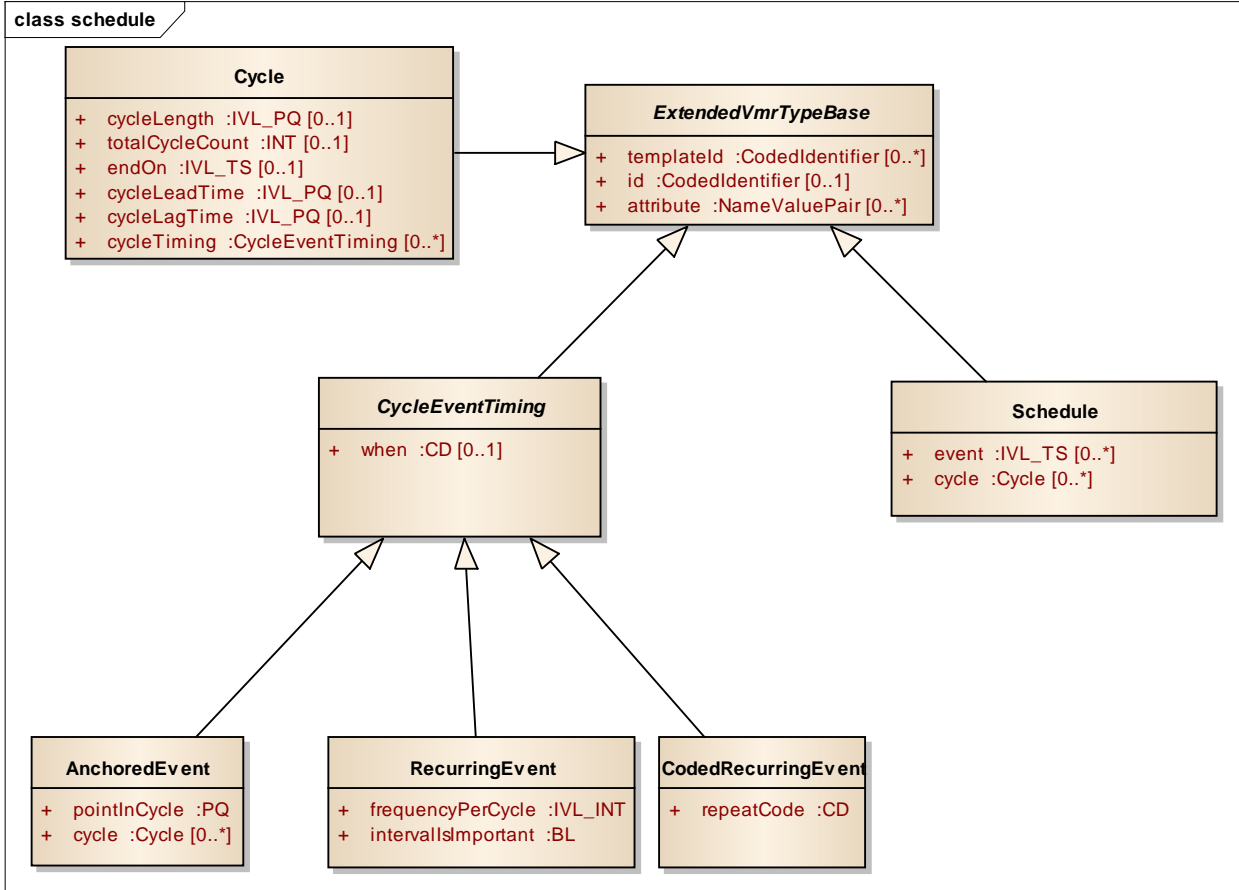 class schedule
Cycle
+ cycleLength :IVL_PQ [0..1]
+ totalCycleCount :INT [0..1]
+ endOn :IVL_TS [0..1]
+ cycleLeadTime :IVL_PQ [0..1]
+ cycleLagTime :IVL_PQ [0..1]
+ cycleTiming :CycleEventTiming [0..*]
ExtendedVmrTypeBase
+ templateId :CodedIdentifier [0..*]
+ id :CodedIdentifier [0..1]
+ attribute :NameValuePair [0..*]
CycleEventTiming
+ when :CD [0..1]
Schedule
+ event :IVL_TS [0..*]
+ cycle :Cycle [0..*]
AnchoredEvent
+ pointInCycle :PQ
+ cycle :Cycle [0..*]
RecurringEvent
+ frequencyPerCycle :IVL_INT
+ intervalIsImportant :BL
CodedRecurringEvent
+ repeatCode :CD